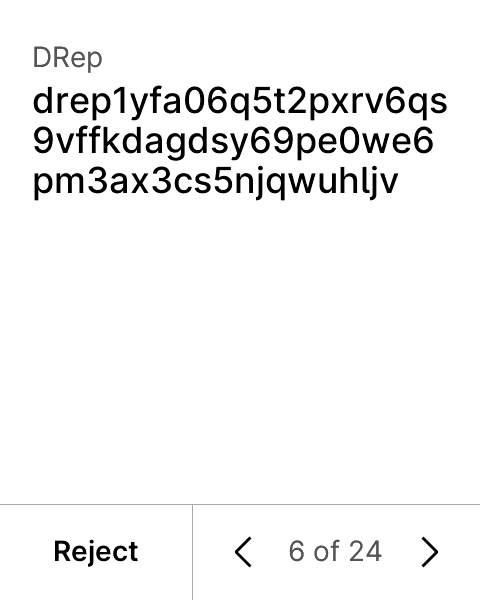 DRep
drep1yfa06q5t2pxrv6qs
9vffkdagdsy69pe0we6
pm3ax3cs5njqwuhljv
Reject
6 of 24